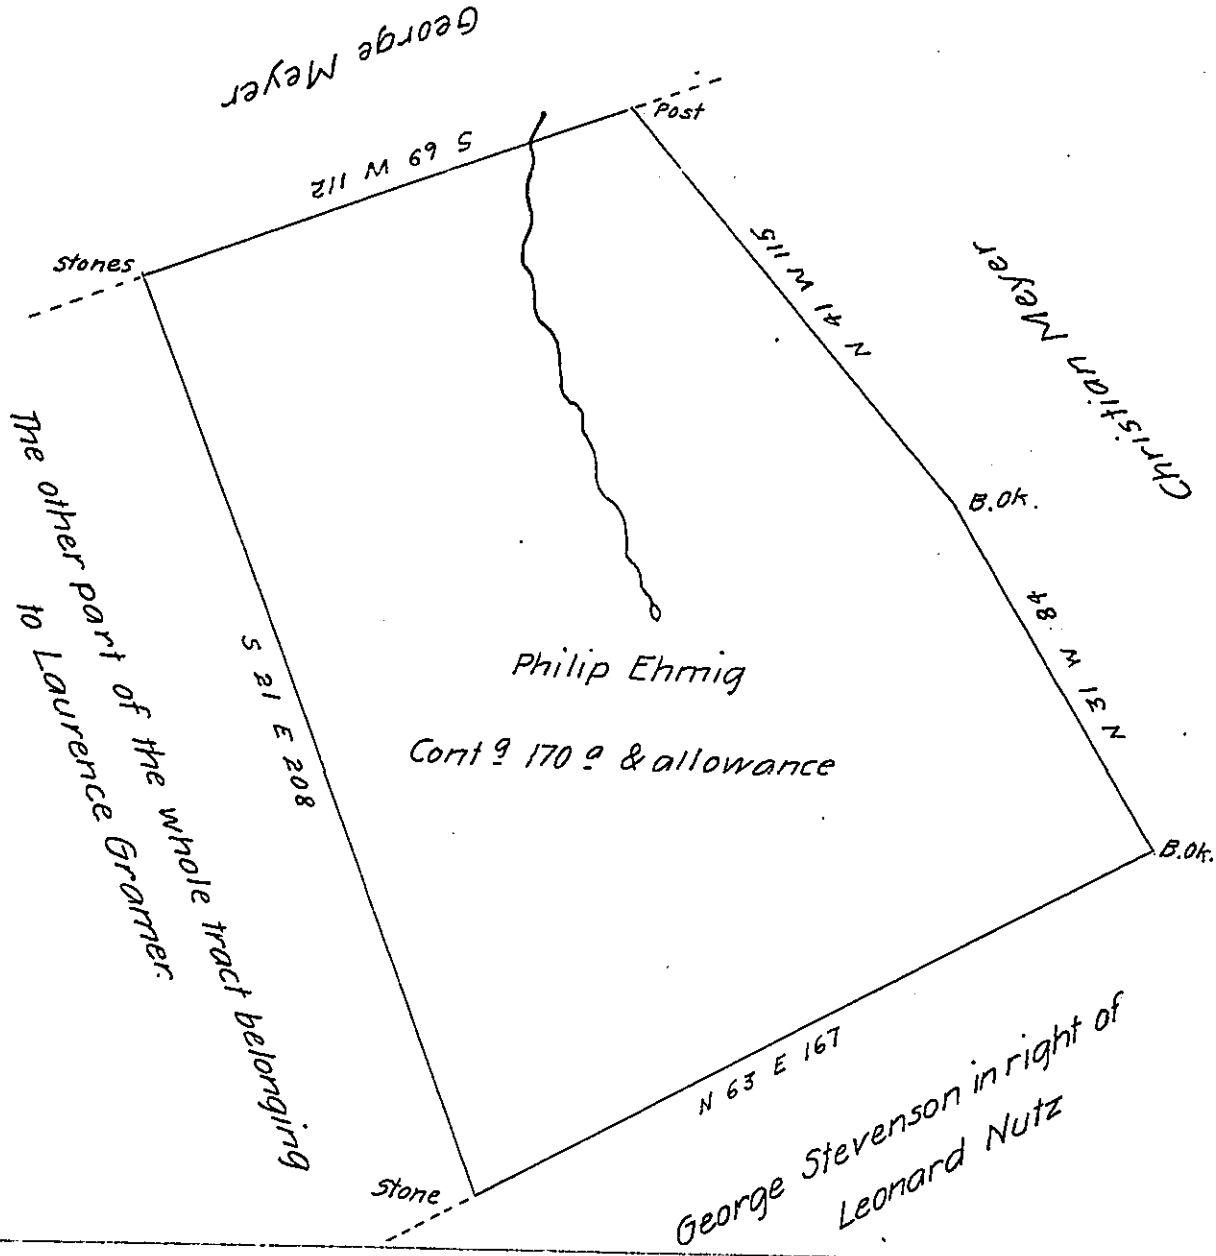 George Meyer
S 69 W 112
Post
Stones
N 41 W 115
Christian Meyer
B.Ok.
N 31 W 84
The other part of the whole tract belonging
to Laurence Gramer.
S 21 E 208
Philip Ehmig
Cont g 170 a & allowance
B.Ok.
N 63 E 167
Stone
George Stevenson in right of
Leonard Nutz